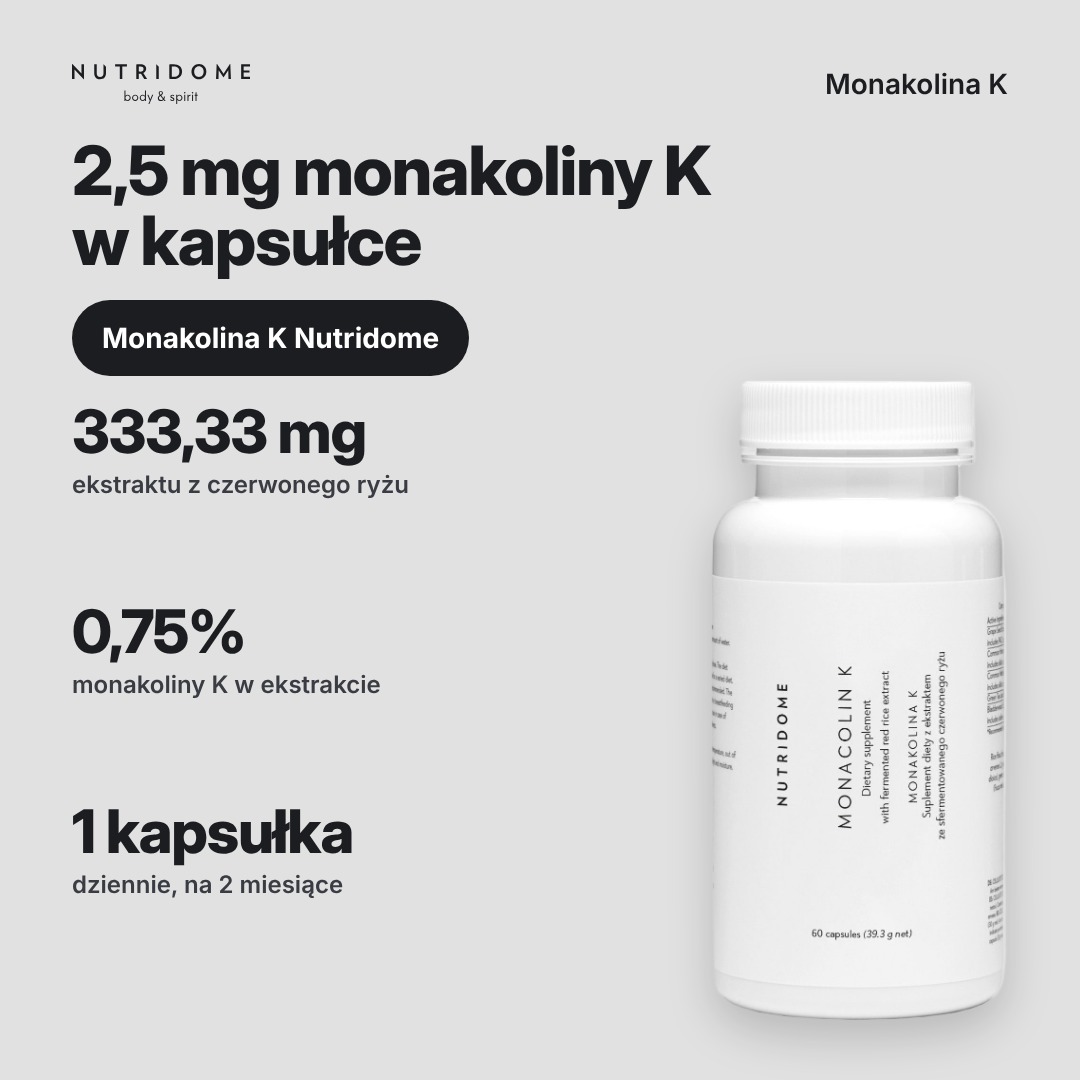 NUTRIDOME
body & spirit
Monakolina K
2,5 mg monakoliny K
w kapsułce
Monakolina K Nutridome
333,33 mg
ekstraktu z czerwonego ryżu
0,75%
monakoliny K w ekstrakcie
1 kapsułka
dziennie, na 2 miesiące
NUTRIDOME
MONACOLIN K
Dietary supplement
with fermented red rice extract
MONAKOLINA K
Suplement diety z ekstraktem
ze sfermentowanego czerwonego ryżu
60 capsules (39.3 g net)